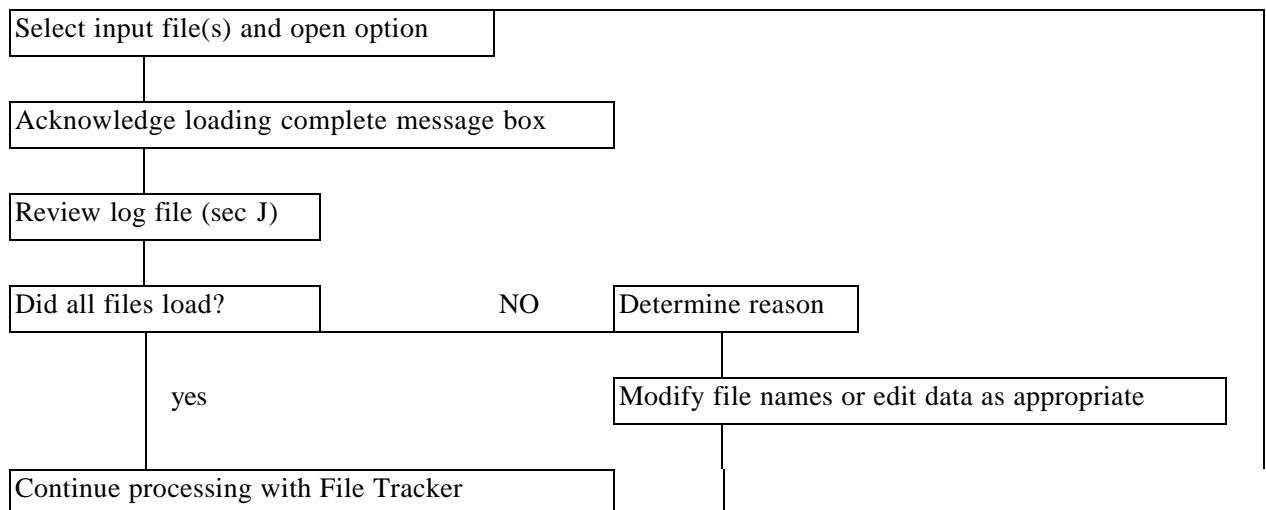 Select input file(s) and open option
Acknowledge loading complete message box
Review log file (sec J)
Did all files load?
NO
Determine reason
yes
Modify file names or edit data as appropriate
Continue processing with File Tracker